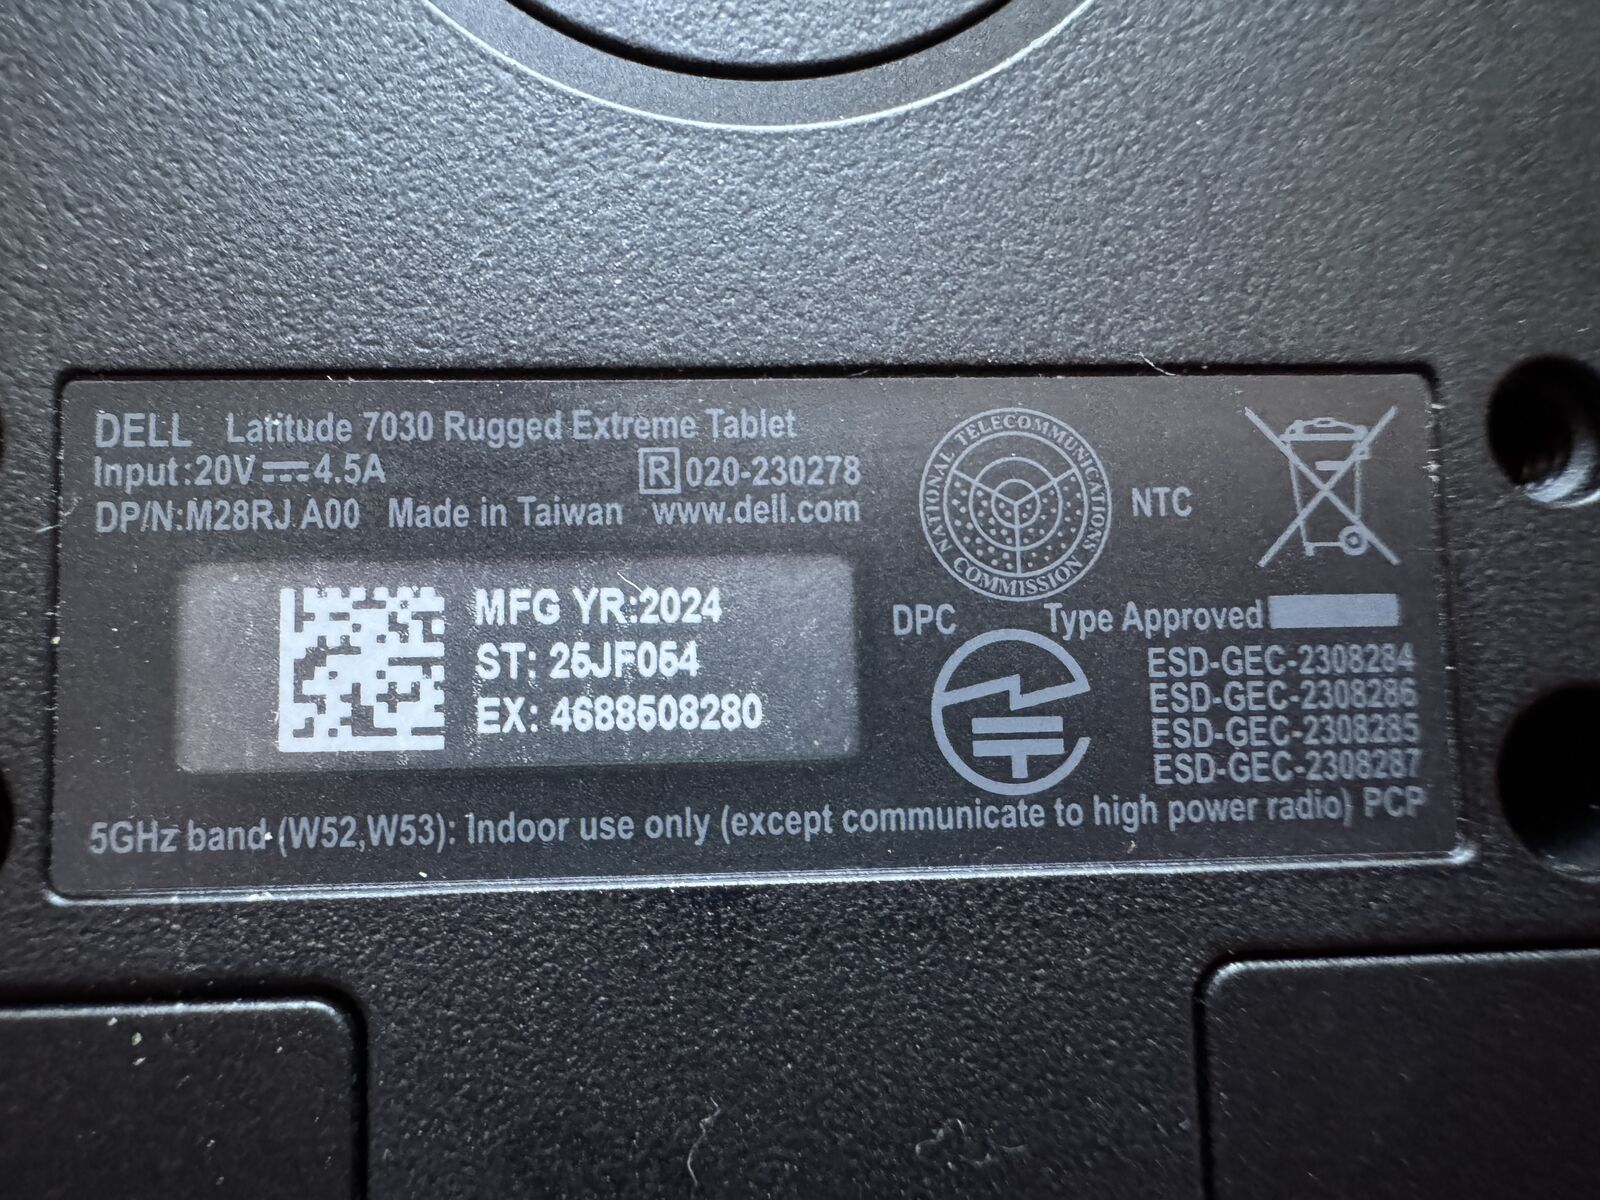 DELL Latitude 7030 Rugged Extreme Tablet
Input:20V⎓4.5A R 020-230278
DP/N:M28RJ A00 Made in Taiwan www.dell.com
MFG YR:2024
ST: 25JF054
EX: 4688508280
NATIONAL TELECOMMUNICATIONS COMMISSION
NTC
DPC Type Approved
ESD-GEC-2308284
ESD-GEC-2308286
ESD-GEC-2308285
ESD-GEC-2308287
5GHz band (W52,W53): Indoor use only (except communicate to high power radio) PCP